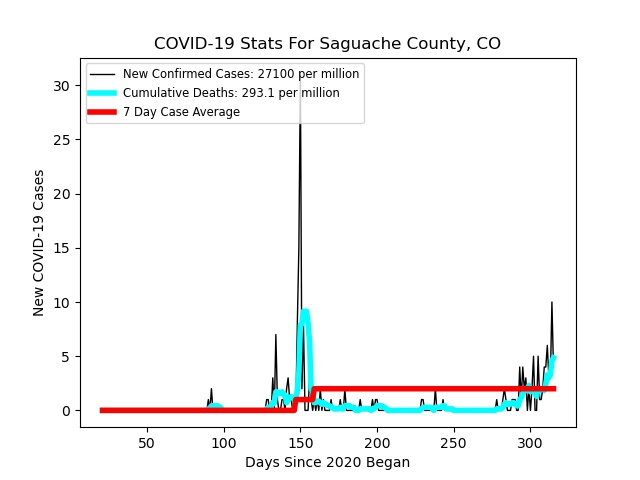 COVID-19 Stats For Saguache County, CO
New Confirmed Cases: 27100 per million
Cumulative Deaths: 293.1 per million
7 Day Case Average
30
25
20
15
10
5
0
New COVID-19 Cases
50 100 150 200 250 300
Days Since 2020 Began